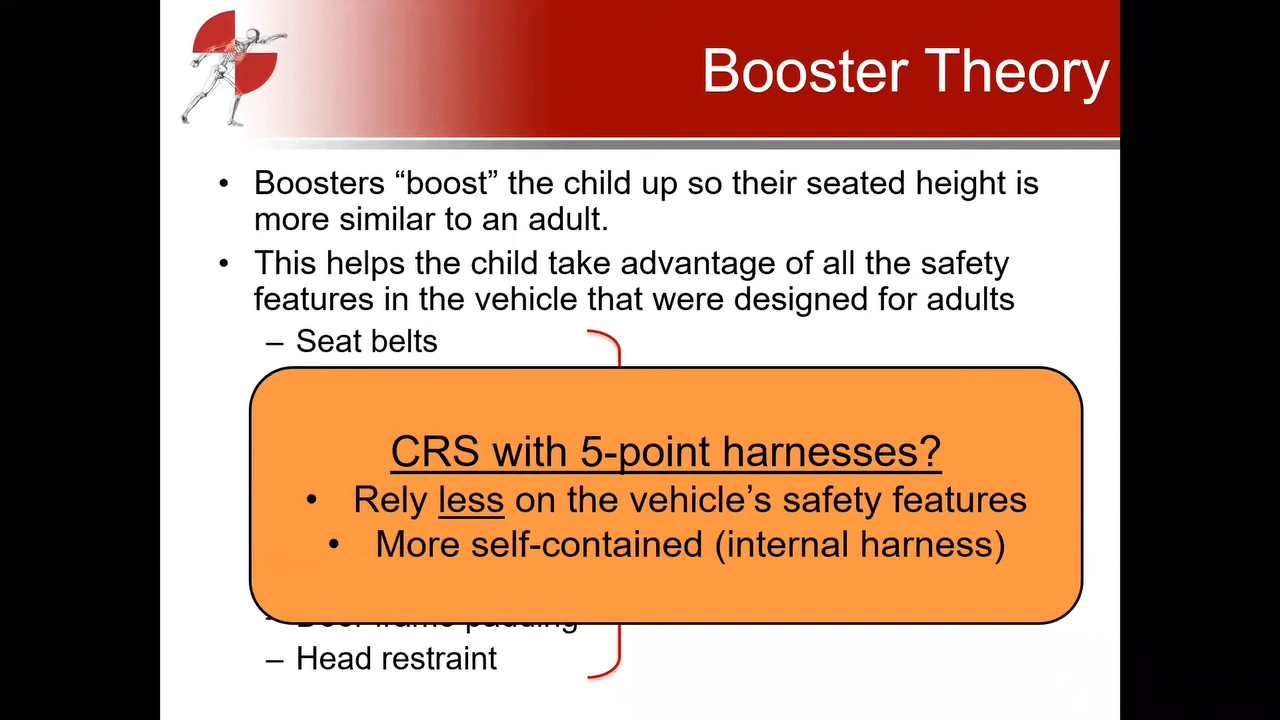 Booster Theory
• Boosters “boost” the child up so their seated height is
more similar to an adult.
• This helps the child take advantage of all the safety
features in the vehicle that were designed for adults
– Seat belts
CRS with 5-point harnesses?
• Rely less on the vehicle’s safety features
• More self-contained (internal harness)
– Door frame padding
– Head restraint